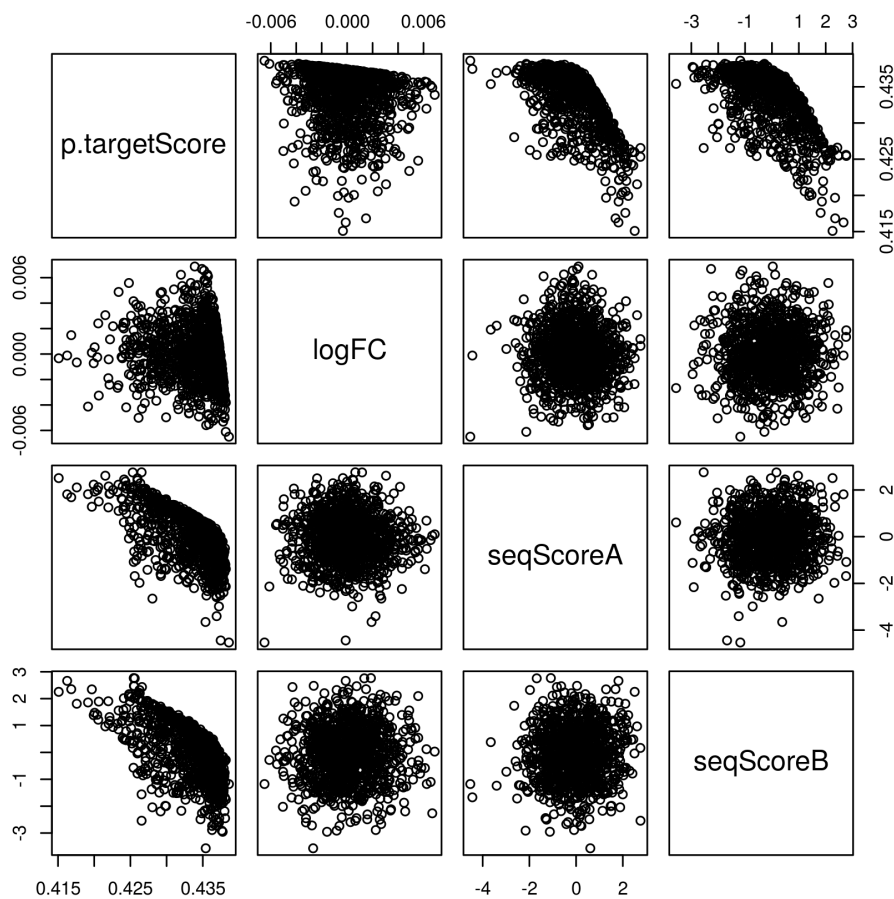 -0.006 0.000 0.006 -3 -1 1 2 3
p.targetScore
0.415 0.425 0.435
-0.006 0.000 0.006
logFC
seqScoreA
-4 -2 0 2
-3 -1 1 2 3
seqScoreB
0.415 0.425 0.435 -4 0 2